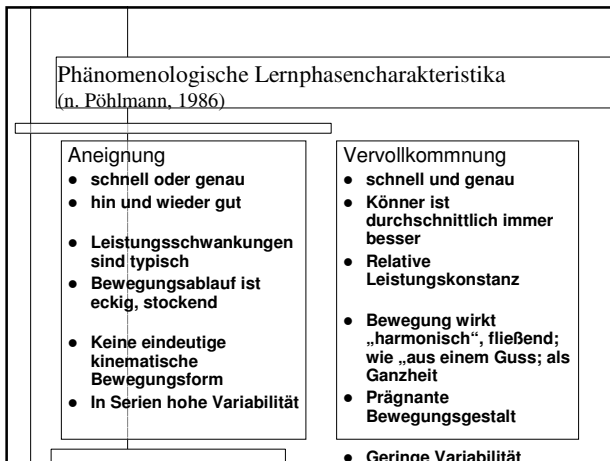 Phänomenologische Lernphasencharakteristika
(n. Pöhlmann, 1986)
Aneignung
● schnell oder genau
● hin und wieder gut
● Leistungsschwankungen
sind typisch
● Bewegungsablauf ist
eckig, stockend
● Keine eindeutige
kinematische
Bewegungsform
● In Serien hohe Variabilität
Vervollkommnung
● schnell und genau
● Könner ist
durchschnittlich immer
besser
● Relative
Leistungskonstanz
● Bewegung wirkt
„harmonisch“, fließend;
wie „aus einem Guss; als
Ganzheit
● Prägnante
Bewegungsgestalt
● Geringe Variabilität